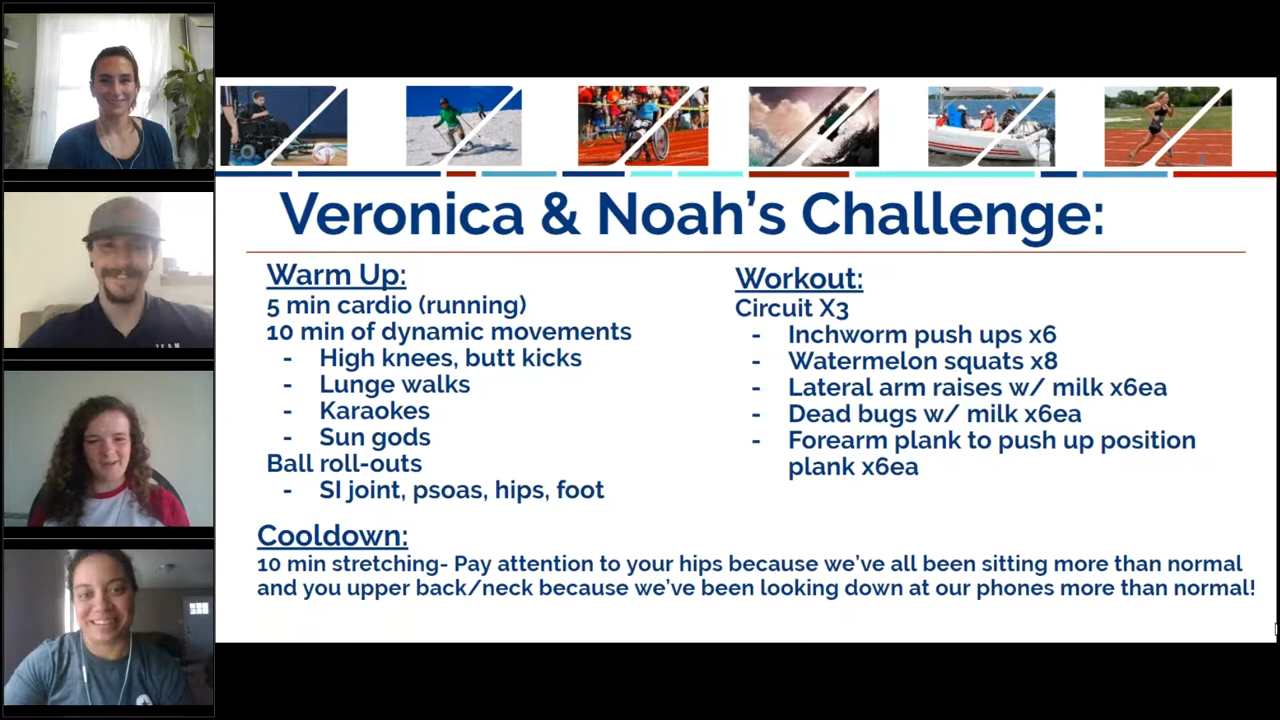 Veronica & Noah's Challenge:
Warm Up:
5 min cardio (running)
10 min of dynamic movements
- High knees, butt kicks
- Lunge walks
- Karaokes
- Sun gods
Ball roll-outs
- SI joint, psoas, hips, foot
Workout:
Circuit X3
- Inchworm push ups x6
- Watermelon squats x8
- Lateral arm raises w/ milk x6ea
- Dead bugs w/ milk x6ea
- Forearm plank to push up position
plank x6ea
Cooldown:
10 min stretching- Pay attention to your hips because we've all been sitting more than normal
and you upper back/neck because we've been looking down at our phones more than normal!